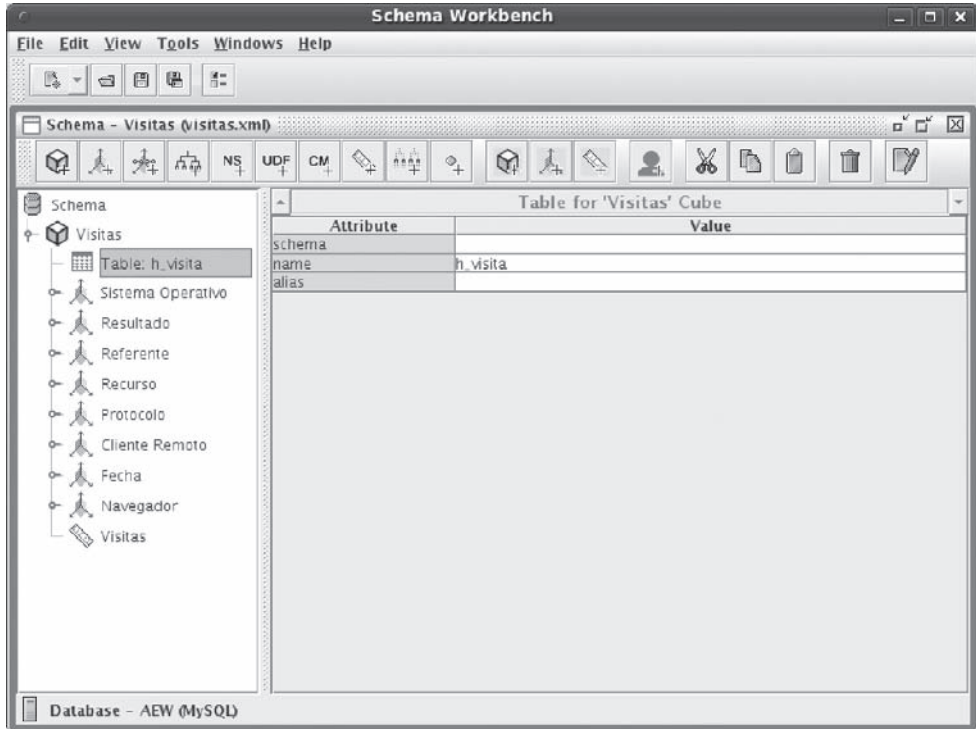 Schema Workbench
File Edit View Tools Windows Help
Schema - Visitas (visitas.xml)
NS UDF CM
Schema
Visitas
Table: h_visita
Sistema Operativo
Resultado
Referente
Recurso
Protocolo
Cliente Remoto
Fecha
Navegador
Visitas
Table for 'Visitas' Cube
Attribute Value
schema
name h_visita
alias
Database - AEW (MySQL)